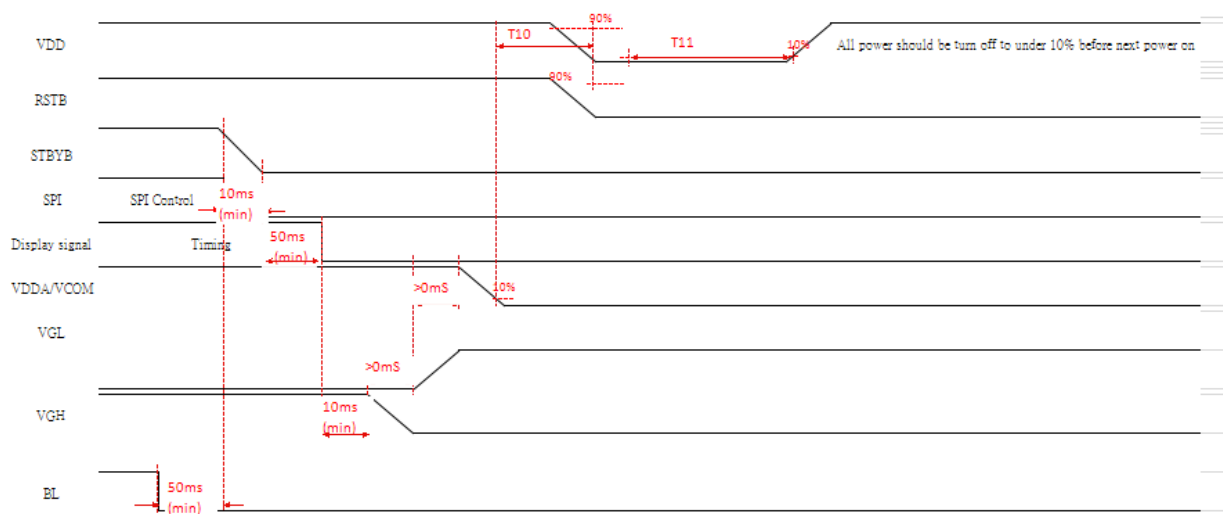 90%
VDD
T10
T11
10%
All power should be turn off to under 10% before next power on
RSTB
90%
STBYB
SPI
SPI Control
10ms
(min)
Display signal
Timing
50ms
(min)
VDDA/VCOM
>0mS
10%
VGL
>0mS
VGH
10ms
(min)
BL
50ms
(min)